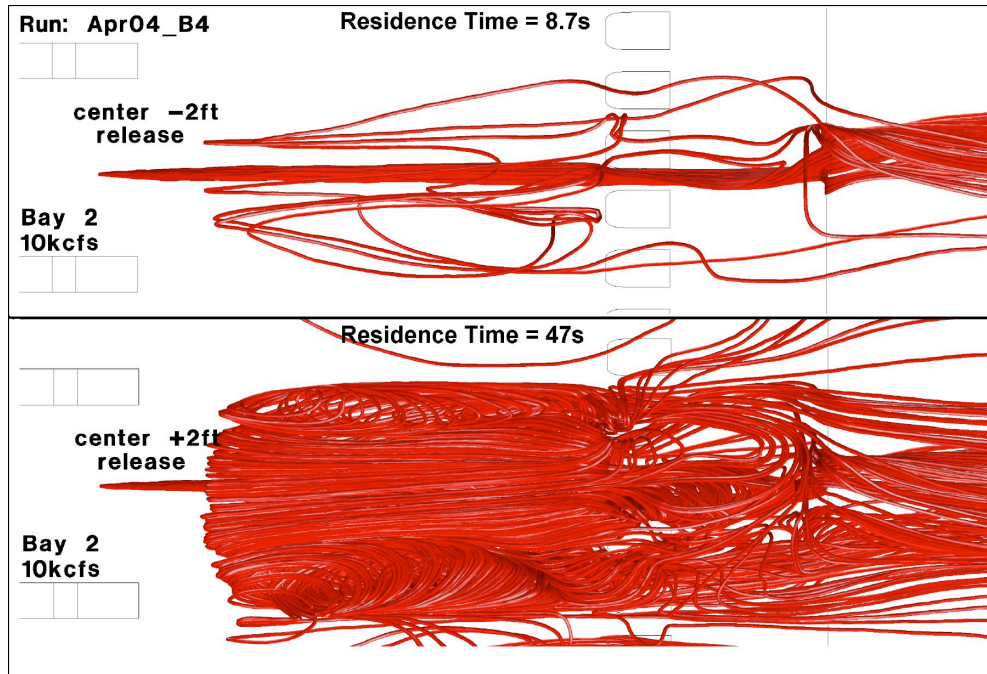 Run: Apr04_B4
Residence Time = 8.7s
center -2ft
release
Bay 2
10kcfs
Residence Time = 47s
center +2ft
release
Bay 2
10kcfs